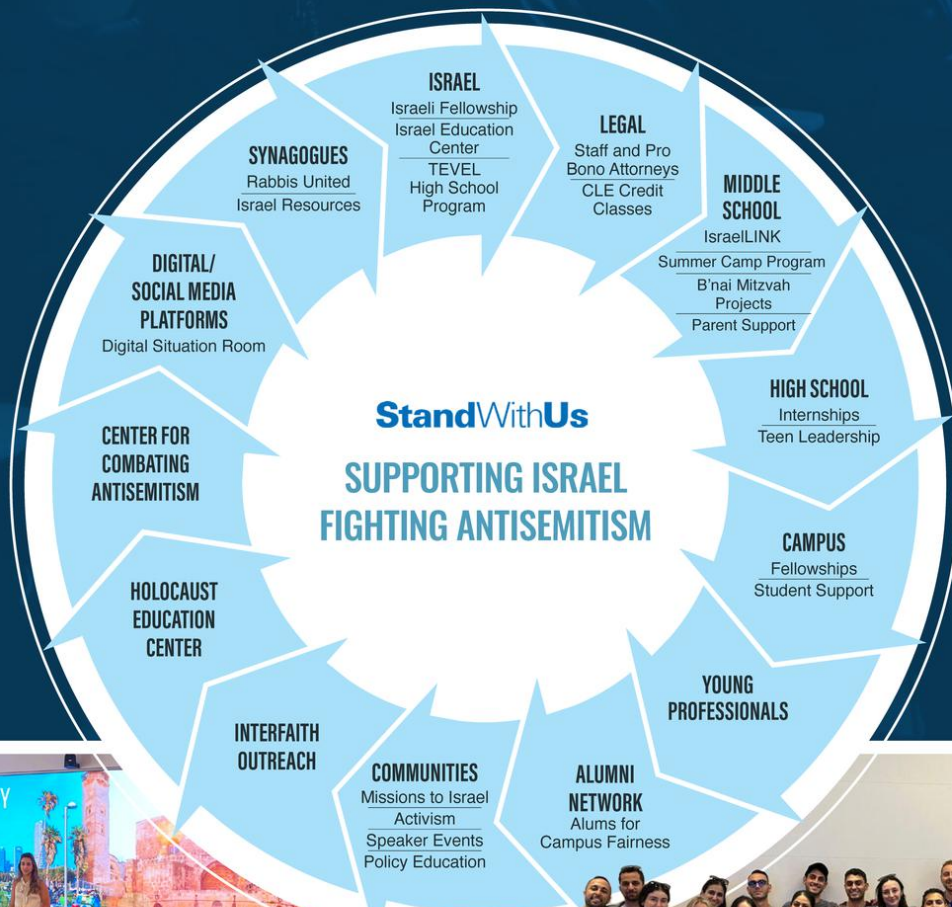 StandWithUs
SUPPORTING ISRAEL
FIGHTING ANTISEMITISM
ISRAEL
Israeli Fellowship
Israel Education
Center
TEVEL
High School
Program
LEGAL
Staff and Pro
Bono Attorneys
CLE Credit
Classes
MIDDLE
SCHOOL
IsraelLINK
Summer Camp Program
B'nai Mitzvah
Projects
Parent Support
HIGH SCHOOL
Internships
Teen Leadership
CAMPUS
Fellowships
Student Support
YOUNG
PROFESSIONALS
ALUMNI
NETWORK
Alums for
Campus Fairness
COMMUNITIES
Missions to Israel
Activism
Speaker Events
Policy Education
INTERFAITH
OUTREACH
HOLOCAUST
EDUCATION
CENTER
CENTER FOR
COMBATING
ANTISEMITISM
DIGITAL/
SOCIAL MEDIA
PLATFORMS
Digital Situation Room
SYNAGOGUES
Rabbis United
Israel Resources